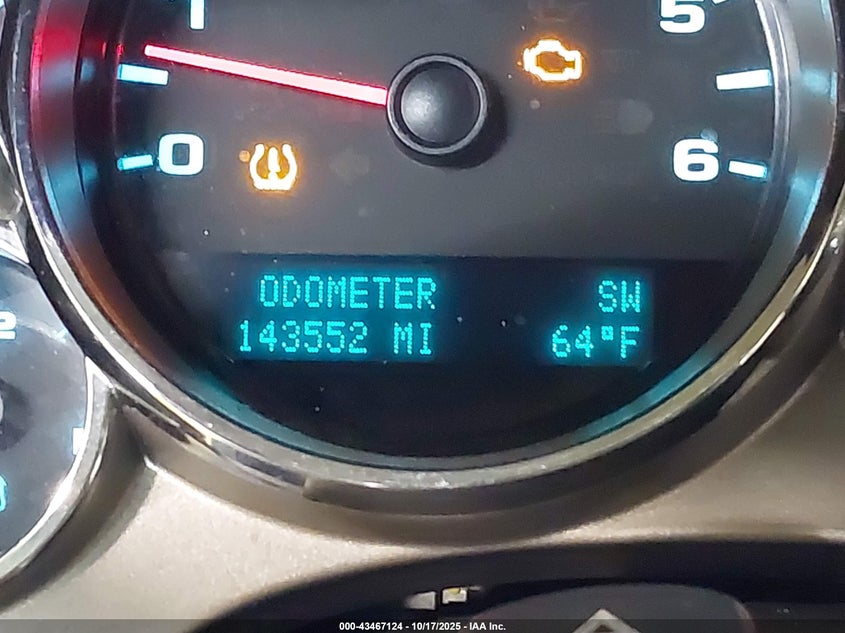 1 5
0 6
ODOMETER SW
143552 MI 64°F
2
000-43467124 - 10/17/2025 - IAA Inc.